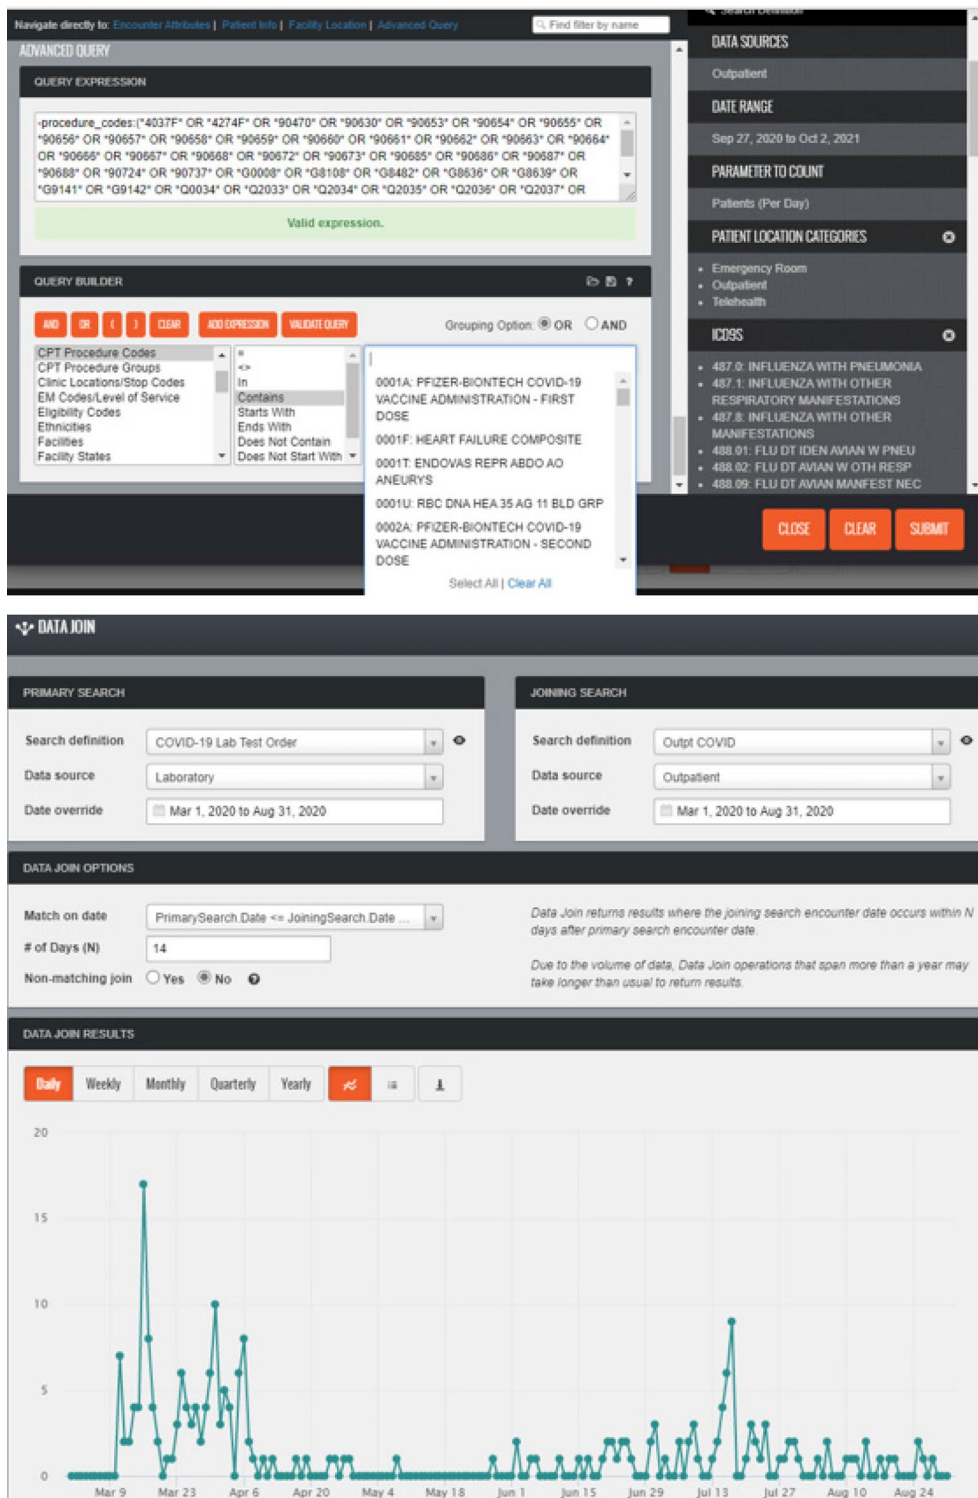 Navigate directly to: Encounter Attributes | Patient Info | Facility Location | Advanced Query
Find filter by name
ADVANCED QUERY
QUERY EXPRESSION
-procedure_codes:("4037F" OR "4274F" OR "90470" OR "90630" OR "90653" OR "90654" OR "90655" OR
"90656" OR "90657" OR "90658" OR "90659" OR "90660" OR "90661" OR "90662" OR "90663" OR "90664"
OR "90666" OR "90667" OR "90668" OR "90672" OR "90673" OR "90685" OR "90686" OR "90687" OR
"90688" OR "90724" OR "90737" OR "G0008" OR "G8108" OR "G8482" OR "G8636" OR "G8639" OR
"G9141" OR "G9142" OR "Q0034" OR "Q2033" OR "Q2034" OR "Q2035" OR "Q2036" OR "Q2037" OR
Valid expression.
QUERY BUILDER
?
AND OR ( ) CLEAR ADD EXPRESSION VALIDATE QUERY
Grouping Option: OR AND
CPT Procedure Codes
CPT Procedure Groups
Clinic Locations/Stop Codes
EM Codes/Level of Service
Eligibility Codes
Ethnicities
Facilities
Facility States
=
<>
In
Contains
Starts With
Ends With
Does Not Contain
Does Not Start With
0001A: PFIZER-BIONTECH COVID-19
VACCINE ADMINISTRATION - FIRST
DOSE
0001F: HEART FAILURE COMPOSITE
0001T: ENDOVAS REPR ABDO AO
ANEURYS
0001U: RBC DNA HEA 35 AG 11 BLD GRP
0002A: PFIZER-BIONTECH COVID-19
VACCINE ADMINISTRATION - SECOND
DOSE
Select All | Clear All
Search Definition
DATA SOURCES
Outpatient
DATE RANGE
Sep 27, 2020 to Oct 2, 2021
PARAMETER TO COUNT
Patients (Per Day)
PATIENT LOCATION CATEGORIES
• Emergency Room
• Outpatient
• Telehealth
ICD9S
• 487.0: INFLUENZA WITH PNEUMONIA
• 487.1: INFLUENZA WITH OTHER
RESPIRATORY MANIFESTATIONS
• 487.8: INFLUENZA WITH OTHER
MANIFESTATIONS
• 488.01: FLU DT IDEN AVIAN W PNEU
• 488.02: FLU DT AVIAN W OTH RESP
• 488.09: FLU DT AVIAN MANFEST NEC
CLOSE CLEAR SUBMIT
DATA JOIN
PRIMARY SEARCH
Search definition COVID-19 Lab Test Order
Data source Laboratory
Date override Mar 1, 2020 to Aug 31, 2020
JOINING SEARCH
Search definition Outpt COVID
Data source Outpatient
Date override Mar 1, 2020 to Aug 31, 2020
DATA JOIN OPTIONS
Match on date PrimarySearch.Date <= JoiningSearch.Date ...
# of Days (N) 14
Non-matching join Yes No ?
Data Join returns results where the joining search encounter date occurs within N
days after primary search encounter date.
Due to the volume of data, Data Join operations that span more than a year may
take longer than usual to return results.
DATA JOIN RESULTS
Daily Weekly Monthly Quarterly Yearly
20
15
10
5
0
Mar 9 Mar 23 Apr 6 Apr 20 May 4 May 18 Jun 1 Jun 15 Jun 29 Jul 13 Jul 27 Aug 10 Aug 24